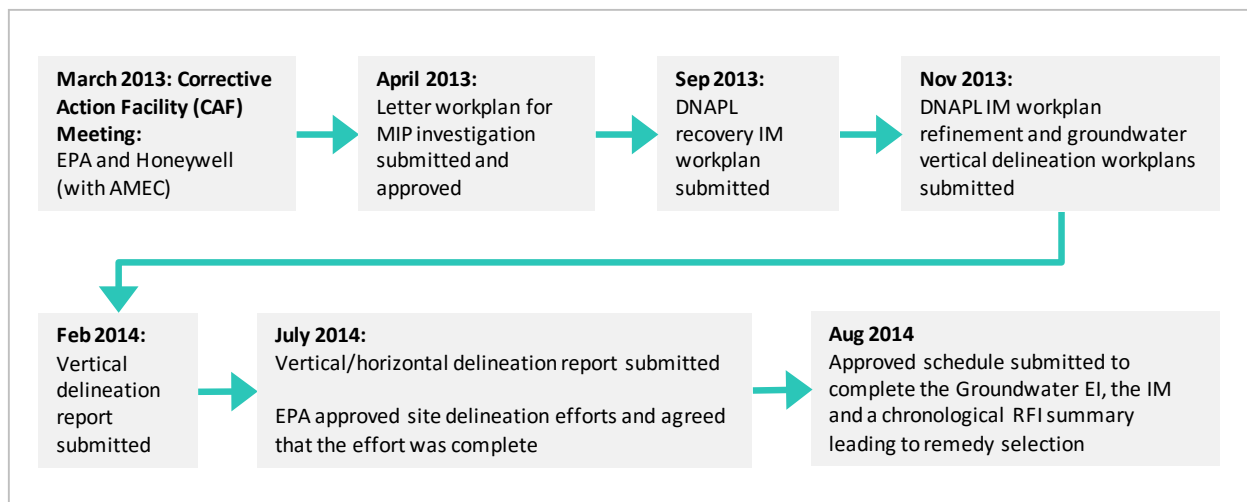 March 2013: Corrective
Action Facility (CAF)
Meeting:
EPA and Honeywell
(with AMEC)
April 2013:
Letter workplan for
MIP investigation
submitted and
approved
Sep 2013:
DNAPL
recovery IM
workplan
submitted
Nov 2013:
DNAPL IM workplan
refinement and groundwater
vertical delineation workplans
submitted
Feb 2014:
Vertical
delineation
report
submitted
July 2014:
Vertical/horizontal delineation report submitted
EPA approved site delineation efforts and agreed
that the effort was complete
Aug 2014
Approved schedule submitted to
complete the Groundwater EI, the IM
and a chronological RFI summary
leading to remedy selection